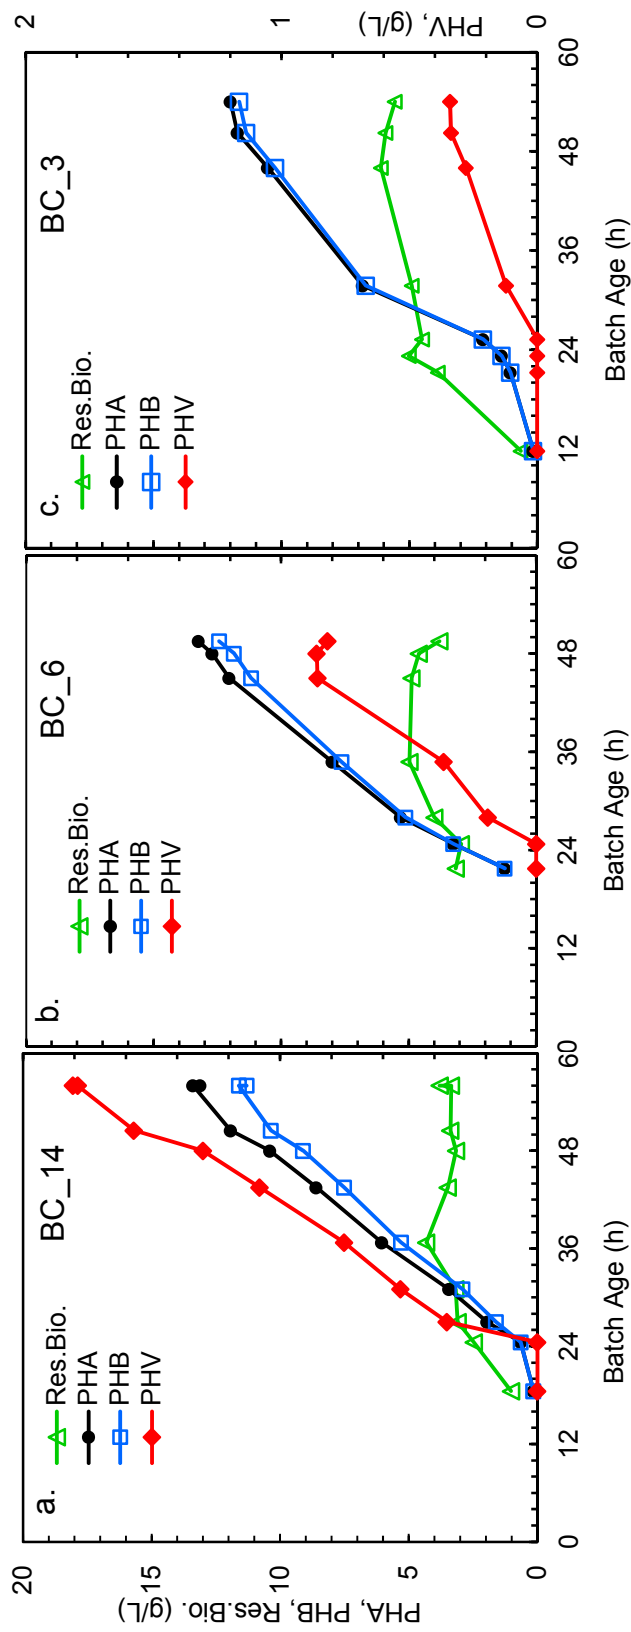 PHA, PHB, Res.Bio. (g/L)
20
15
10
5
0
a.
BC_14
Res.Bio.
PHA
PHB
PHV
0
12
24
36
48
60
Batch Age (h)
b.
BC_6
Res.Bio.
PHA
PHB
PHV
0
12
24
36
48
60
Batch Age (h)
c.
BC_3
Res.Bio.
PHA
PHB
PHV
0
12
24
36
48
60
Batch Age (h)
2
1
0
PHV, (g/L)